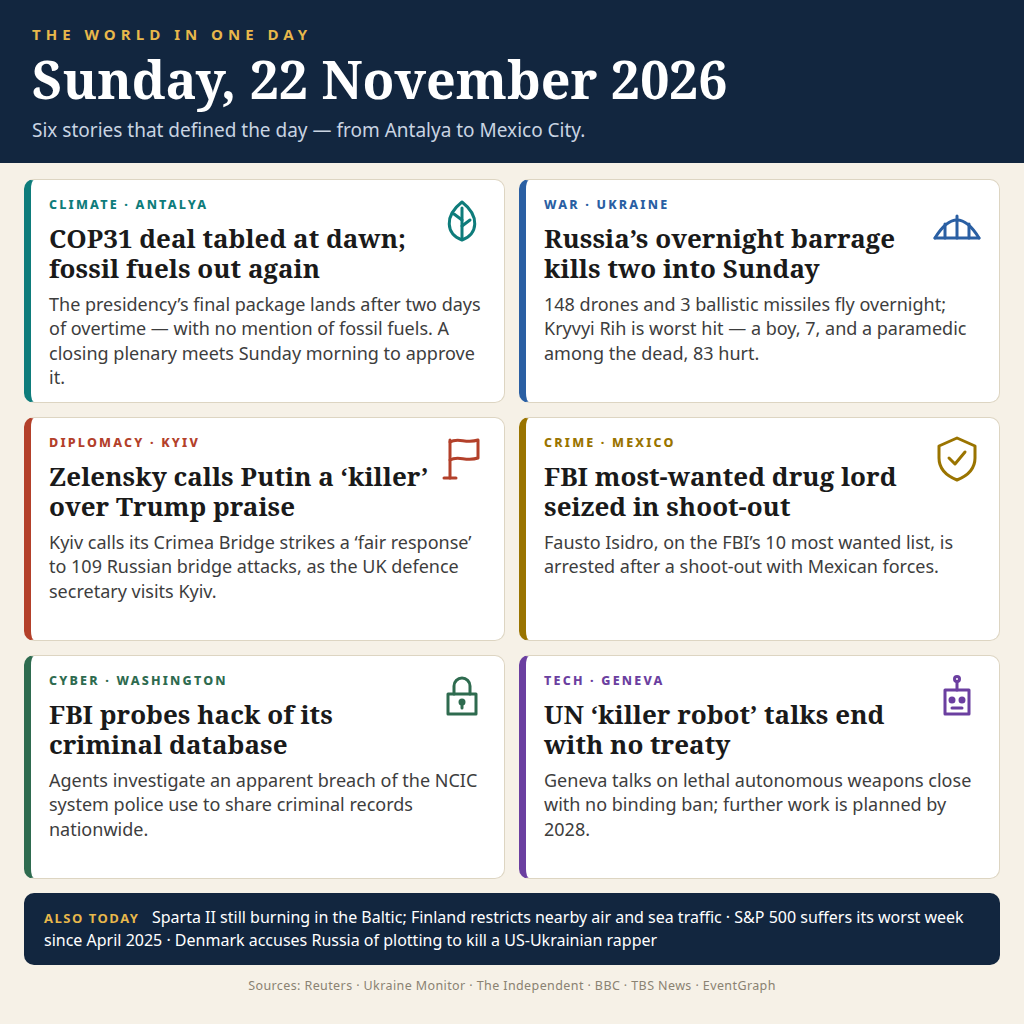 THE WORLD IN ONE DAY
Sunday, 22 November 2026
Six stories that defined the day — from Antalya to Mexico City.
CLIMATE · ANTALYA
COP31 deal tabled at dawn;
fossil fuels out again
The presidency’s final package lands after two days
of overtime — with no mention of fossil fuels. A
closing plenary meets Sunday morning to approve
it.
WAR · UKRAINE
Russia’s overnight barrage
kills two into Sunday
148 drones and 3 ballistic missiles fly overnight;
Kryvyi Rih is worst hit — a boy, 7, and a paramedic
among the dead, 83 hurt.
DIPLOMACY · KYIV
Zelensky calls Putin a ‘killer’
over Trump praise
Kyiv calls its Crimea Bridge strikes a ‘fair response’
to 109 Russian bridge attacks, as the UK defence
secretary visits Kyiv.
CRIME · MEXICO
FBI most-wanted drug lord
seized in shoot-out
Fausto Isidro, on the FBI’s 10 most wanted list, is
arrested after a shoot-out with Mexican forces.
CYBER · WASHINGTON
FBI probes hack of its
criminal database
Agents investigate an apparent breach of the NCIC
system police use to share criminal records
nationwide.
TECH · GENEVA
UN ‘killer robot’ talks end
with no treaty
Geneva talks on lethal autonomous weapons close
with no binding ban; further work is planned by
2028.
ALSO TODAY Sparta II still burning in the Baltic; Finland restricts nearby air and sea traffic · S&P 500 suffers its worst week
since April 2025 · Denmark accuses Russia of plotting to kill a US-Ukrainian rapper
Sources: Reuters · Ukraine Monitor · The Independent · BBC · TBS News · EventGraph